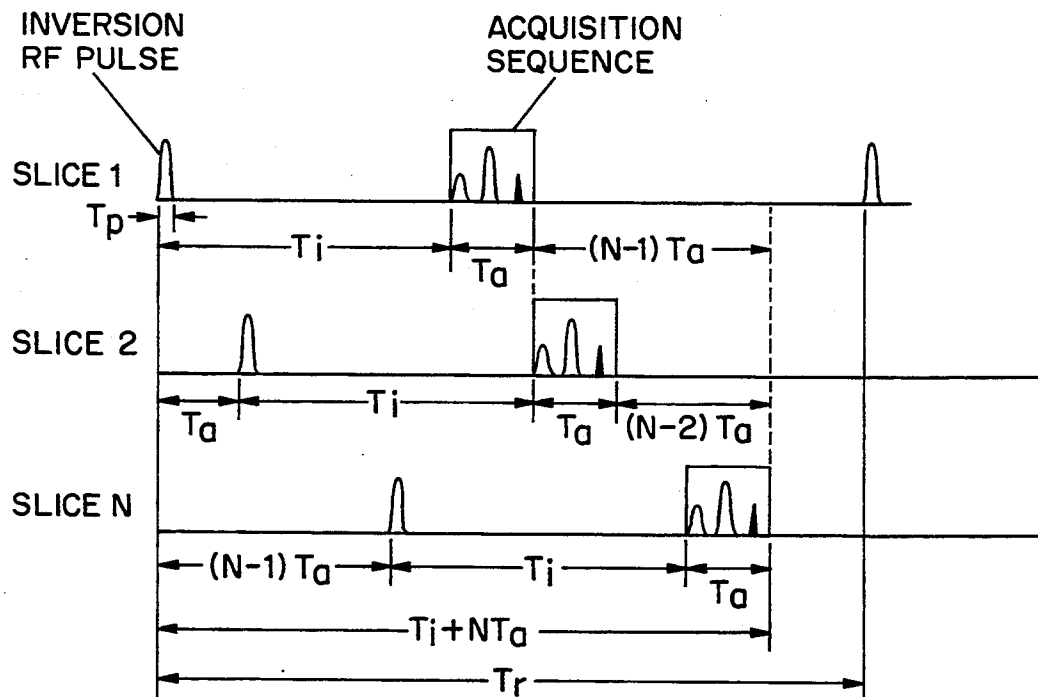 INVERSION
RF PULSE
ACQUISITION
SEQUENCE
SLICE 1
Tp
Ti
Ta
(N-1) Ta
SLICE 2
Ta
Ti
Ta
(N-2) Ta
SLICE N
(N-1) Ta
Ti
Ta
Ti+NTa
Tr